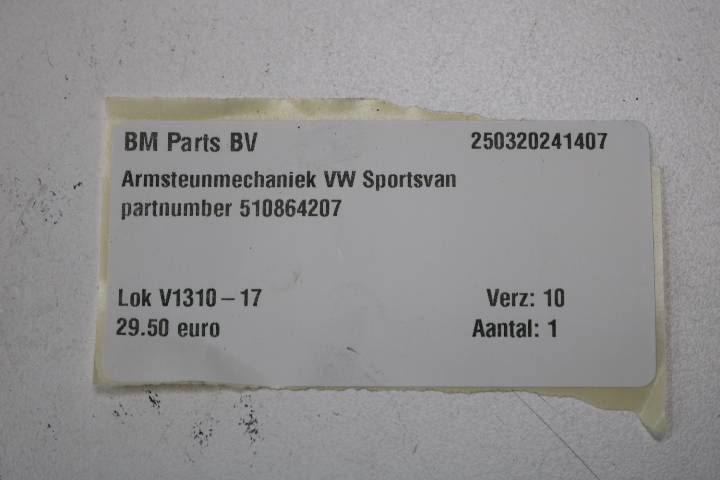 BM Parts BV 250320241407
Armsteunmechaniek VW Sportsvan
partnumber 510864207
Lok V1310-17 Verz: 10
29.50 euro Aantal: 1